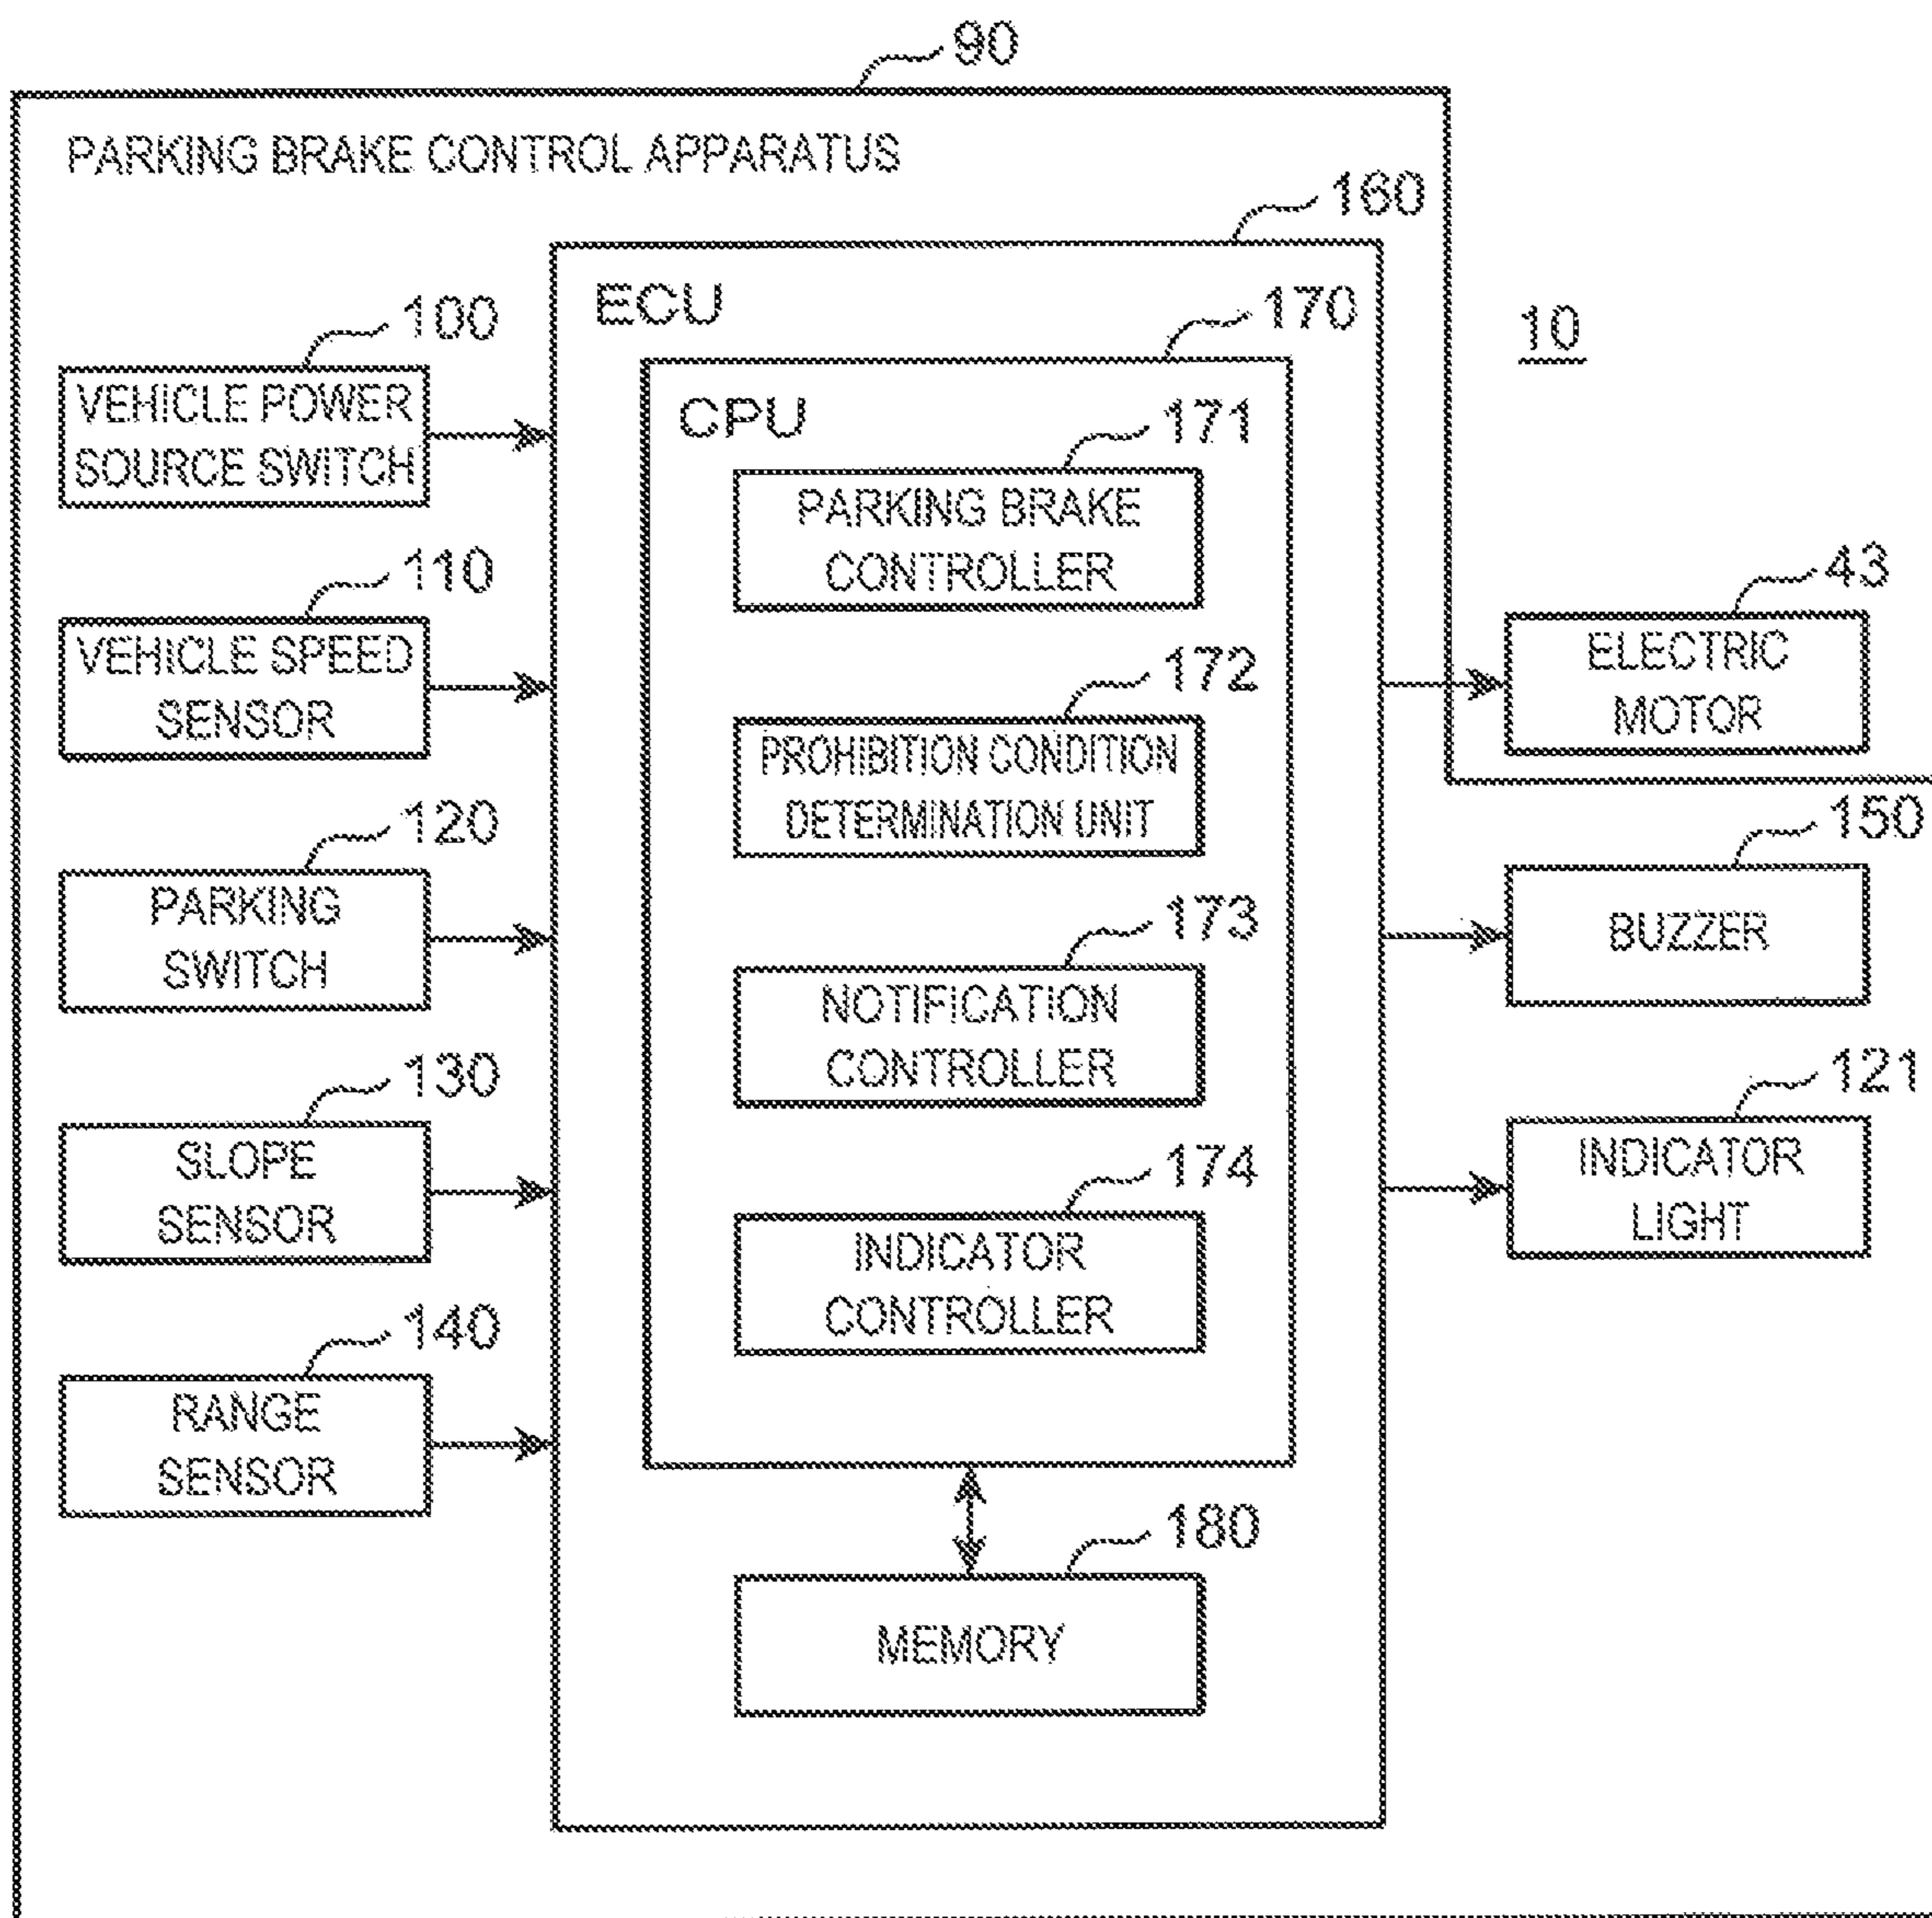 90
PARKING BRAKE CONTROL APPARATUS
160
ECU
170
10
100
VEHICLE POWER
SOURCE SWITCH
CPU
171
PARKING BRAKE
CONTROLLER
110
VEHICLE SPEED
SENSOR
43
ELECTRIC
MOTOR
172
PROHIBITION CONDITION
DETERMINATION UNIT
120
PARKING
SWITCH
150
BUZZER
173
NOTIFICATION
CONTROLLER
130
SLOPE
SENSOR
121
INDICATOR
LIGHT
174
INDICATOR
CONTROLLER
140
RANGE
SENSOR
180
MEMORY